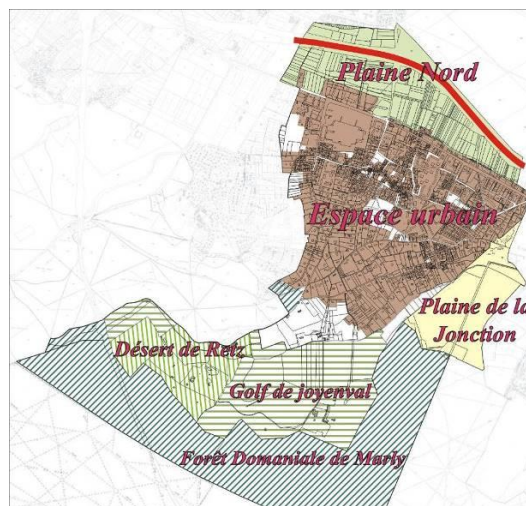 Plaine Nord
Espace urbain
Plaine de la
Jonction
Désert de Retz
Golf de joyenval
Forêt Domaniale de Marly